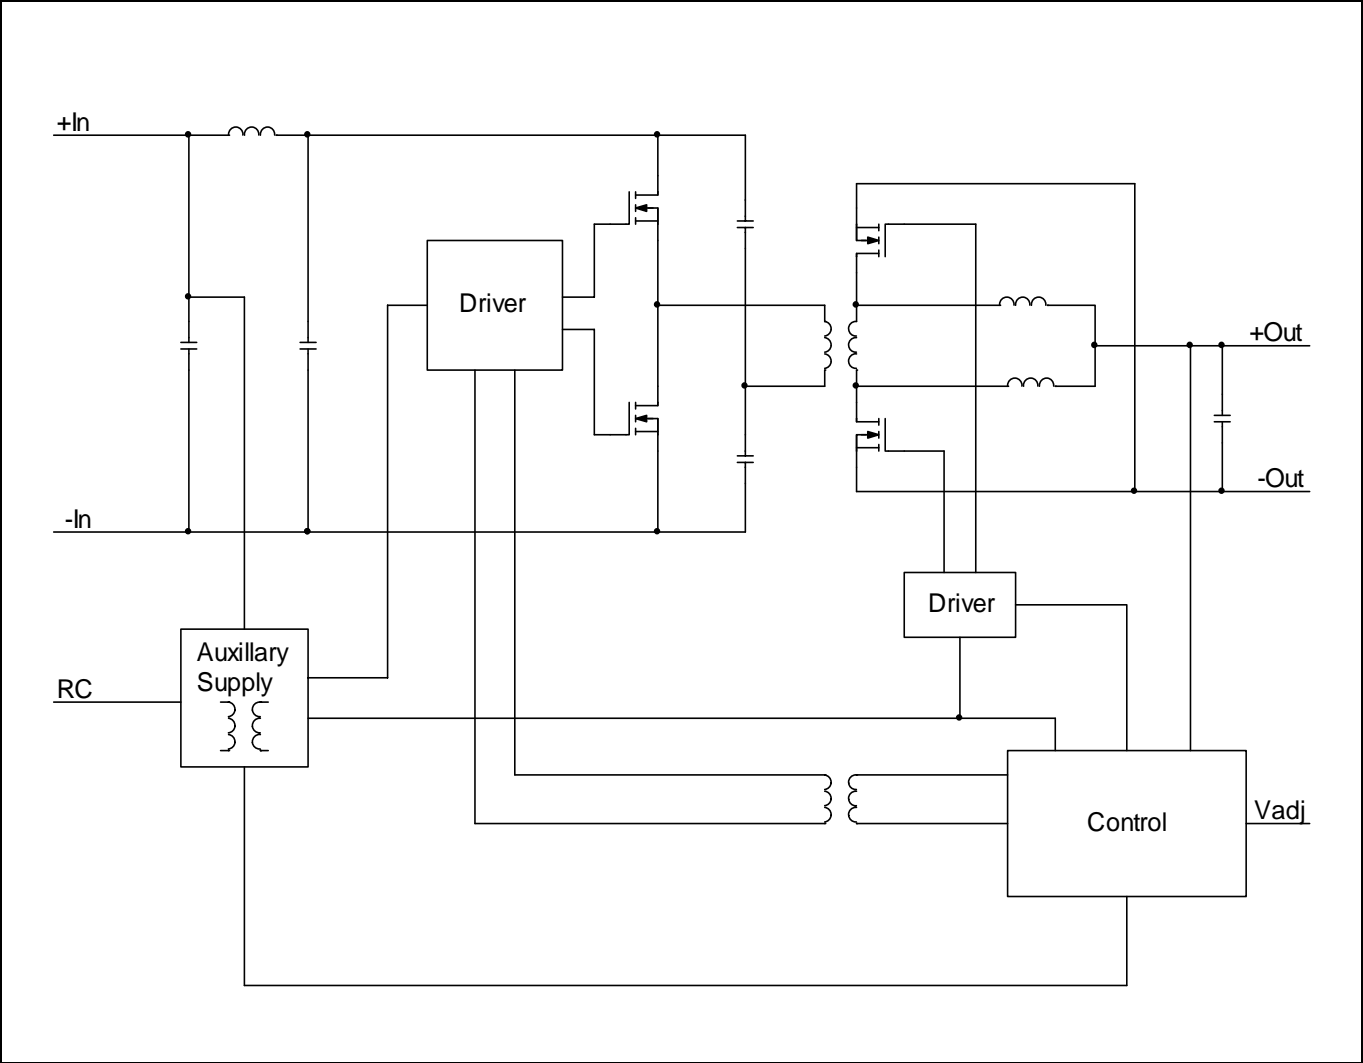 +In
Driver
+Out
-Out
-In
Driver
Auxillary
Supply
RC
Vadj
Control